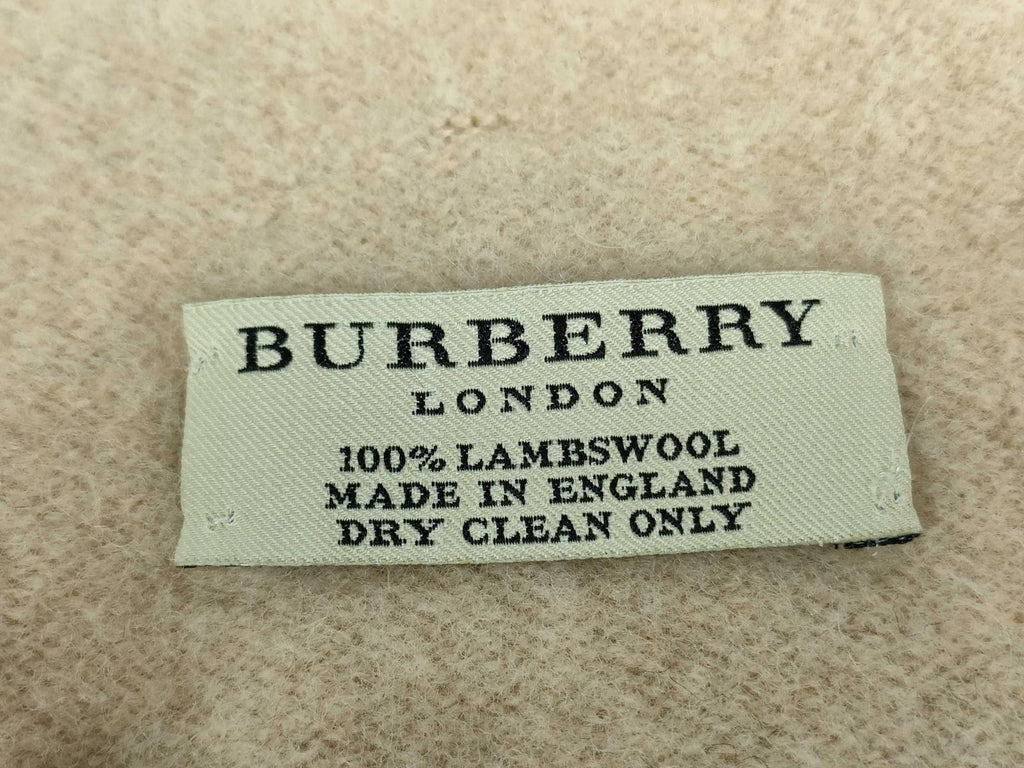 BURBERRY
LONDON
100% LAMBSWOOL
MADE IN ENGLAND
DRY CLEAN ONLY